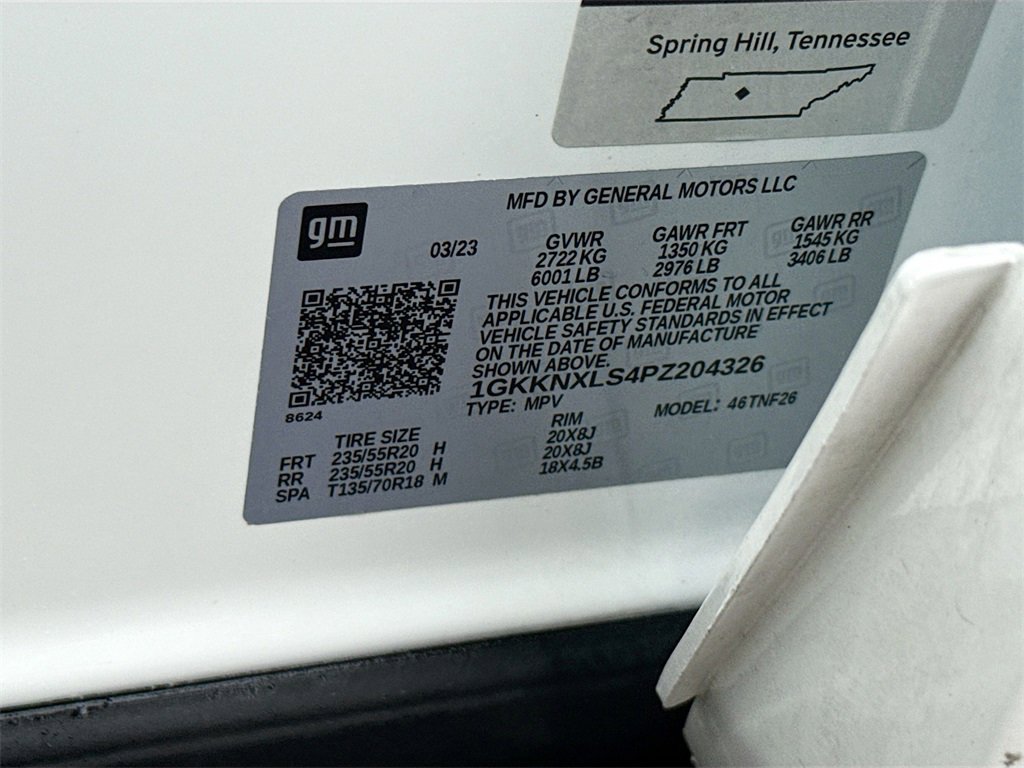 Spring Hill, Tennessee
MFD BY GENERAL MOTORS LLC
gm
03/23
GVWR GAWR FRT GAWR RR
2722 KG 1350 KG 1545 KG
6001 LB 2976 LB 3406 LB
THIS VEHICLE CONFORMS TO ALL
APPLICABLE U.S. FEDERAL MOTOR
VEHICLE SAFETY STANDARDS IN EFFECT
ON THE DATE OF MANUFACTURE
SHOWN ABOVE.
1GKKNXLS4PZ204326
TYPE: MPV MODEL: 46TNF26
8624
TIRE SIZE RIM
FRT 235/55R20 H 20X8J
RR 235/55R20 H 20X8J
SPA T135/70R18 M 18X4.5B